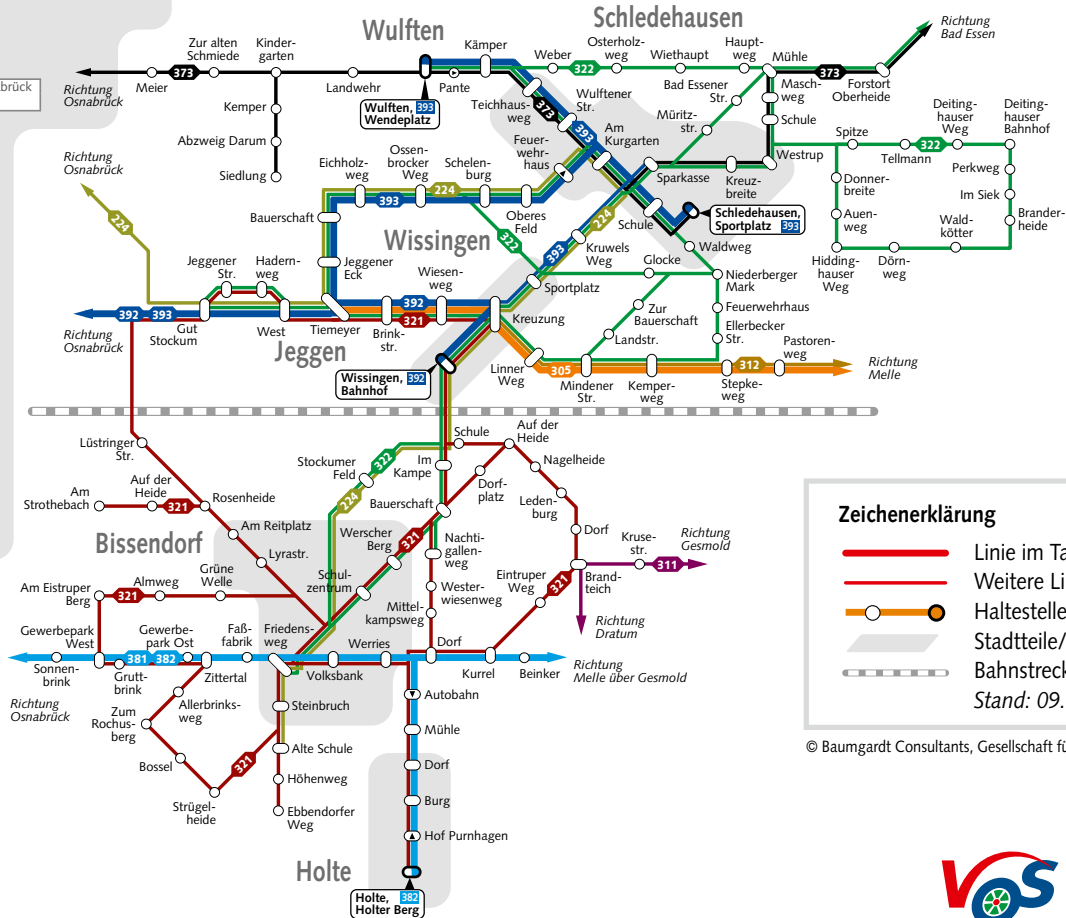 brück
Schledehausen
Wulften
Richtung
Bad Essen
Zur alten
Schmiede
Kinder-
garten
Kämper
Weber
Osterholz-
weg
Wiethaupt
Haupt-
weg
Mühle
322
373
373
Richtung
Osnabrück
Meier
Landwehr
Pante
Wulften,
Wendeplatz
393
Teichhaus-
weg
373
Wulftener
Str.
393
Bad Essener
Str.
Masch-
weg
Forstort
Oberheide
Kemper
Abzweig Darum
Siedlung
Feuer-
wehr-
haus
Am
Kurgarten
Müritz-
str.
Schule
Westrup
Spitze
Tellmann
322
Deiting-
hauser
Weg
Deiting-
hauser
Bahnhof
Perkweg
Im Siek
Brander-
heide
Wald-
kötter
Dörn-
weg
Hidding-
hauser
Weg
Auen-
weg
Donner-
breite
Richtung
Osnabrück
224
Eichholz-
weg
Ossen-
brocker
Weg
Schelen-
burg
224
393
Oberes
Feld
Sparkasse
Kreuz-
breite
Schule
Schledehausen,
Sportplatz
393
Bauerschaft
Wissingen
322
393
224
Kruwels
Weg
Waldweg
Glocke
Niederberger
Mark
Jeggener
Str.
Hadern-
weg
Jeggener
Eck
Wiesen-
weg
Sportplatz
Feuerwehrhaus
Ellerbecker
Str.
Zur
Bauerschaft
Landstr.
392
393
Richtung
Osnabrück
Gut
Stockum
West
Tiemeyer
392
321
Brink-
str.
Kreuzung
Jeggen
Wissingen,
Bahnhof
392
Linner
Weg
305
Mindener
Str.
Kemper-
weg
312
Stepke-
weg
Pastoren-
weg
Richtung
Melle
Lüstringer
Str.
Am
Strothebach
Auf der
Heide
321
Rosenheide
Am Reitplatz
Lyrastr.
Bissendorf
Stockumer
Feld
322
224
Schule
Im
Kampe
Auf der
Heide
Nagelheide
Dorf-
platz
Leden-
burg
Dorf
Bauerschaft
Werscher
Berg
321
Nachti-
gallen-
weg
Schul-
zentrum
Wester-
wiesenweg
Mittel-
kampsweg
Eintruper
Weg
321
Brand-
teich
Kruse-
str.
311
Richtung
Gesmold
Richtung
Datum
Am Eistruper
Berg
321
Almweg
Grüne
Welle
Gewerbepark
West
Gewerbe-
park Ost
Faß-
fabrik
Friedens-
weg
Werries
Dorf
381
382
Sonnen-
brink
Grutt-
brink
Zittertal
Volksbank
Kurrel
Beinker
Richtung
Melle über Gesmold
Richtung
Osnabrück
Zum
Rochus-
berg
Allerbrinks-
weg
Steinbruch
Bossel
321
Alte Schule
Höhenweg
Strügel-
heide
Ebbendorfer
Weg
Autobahn
Mühle
Dorf
Burg
Hof Purnhagen
Holte
Holte,
Holter Berg
382
Zeichenerklärung
Linie im Ta
Weitere Li
Haltestelle
Stadtteile/
Bahnstreck
Stand: 09.
© Baumgardt Consultants, Gesellschaft fü
VOS